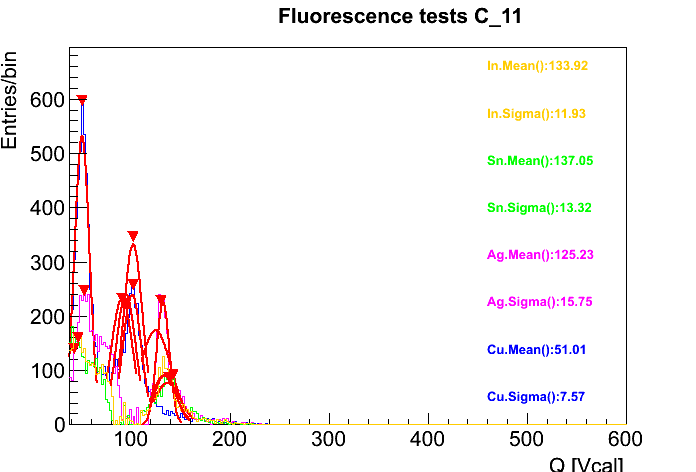 Fluorescence tests C_11
Entries/bin
600
500
400
300
200
100
0
In.Mean():133.92
In.Sigma():11.93
Sn.Mean():137.05
Sn.Sigma():13.32
Ag.Mean():125.23
Ag.Sigma():15.75
Cu.Mean():51.01
Cu.Sigma():7.57
100 200 300 400 500 600
Q [Vcal]